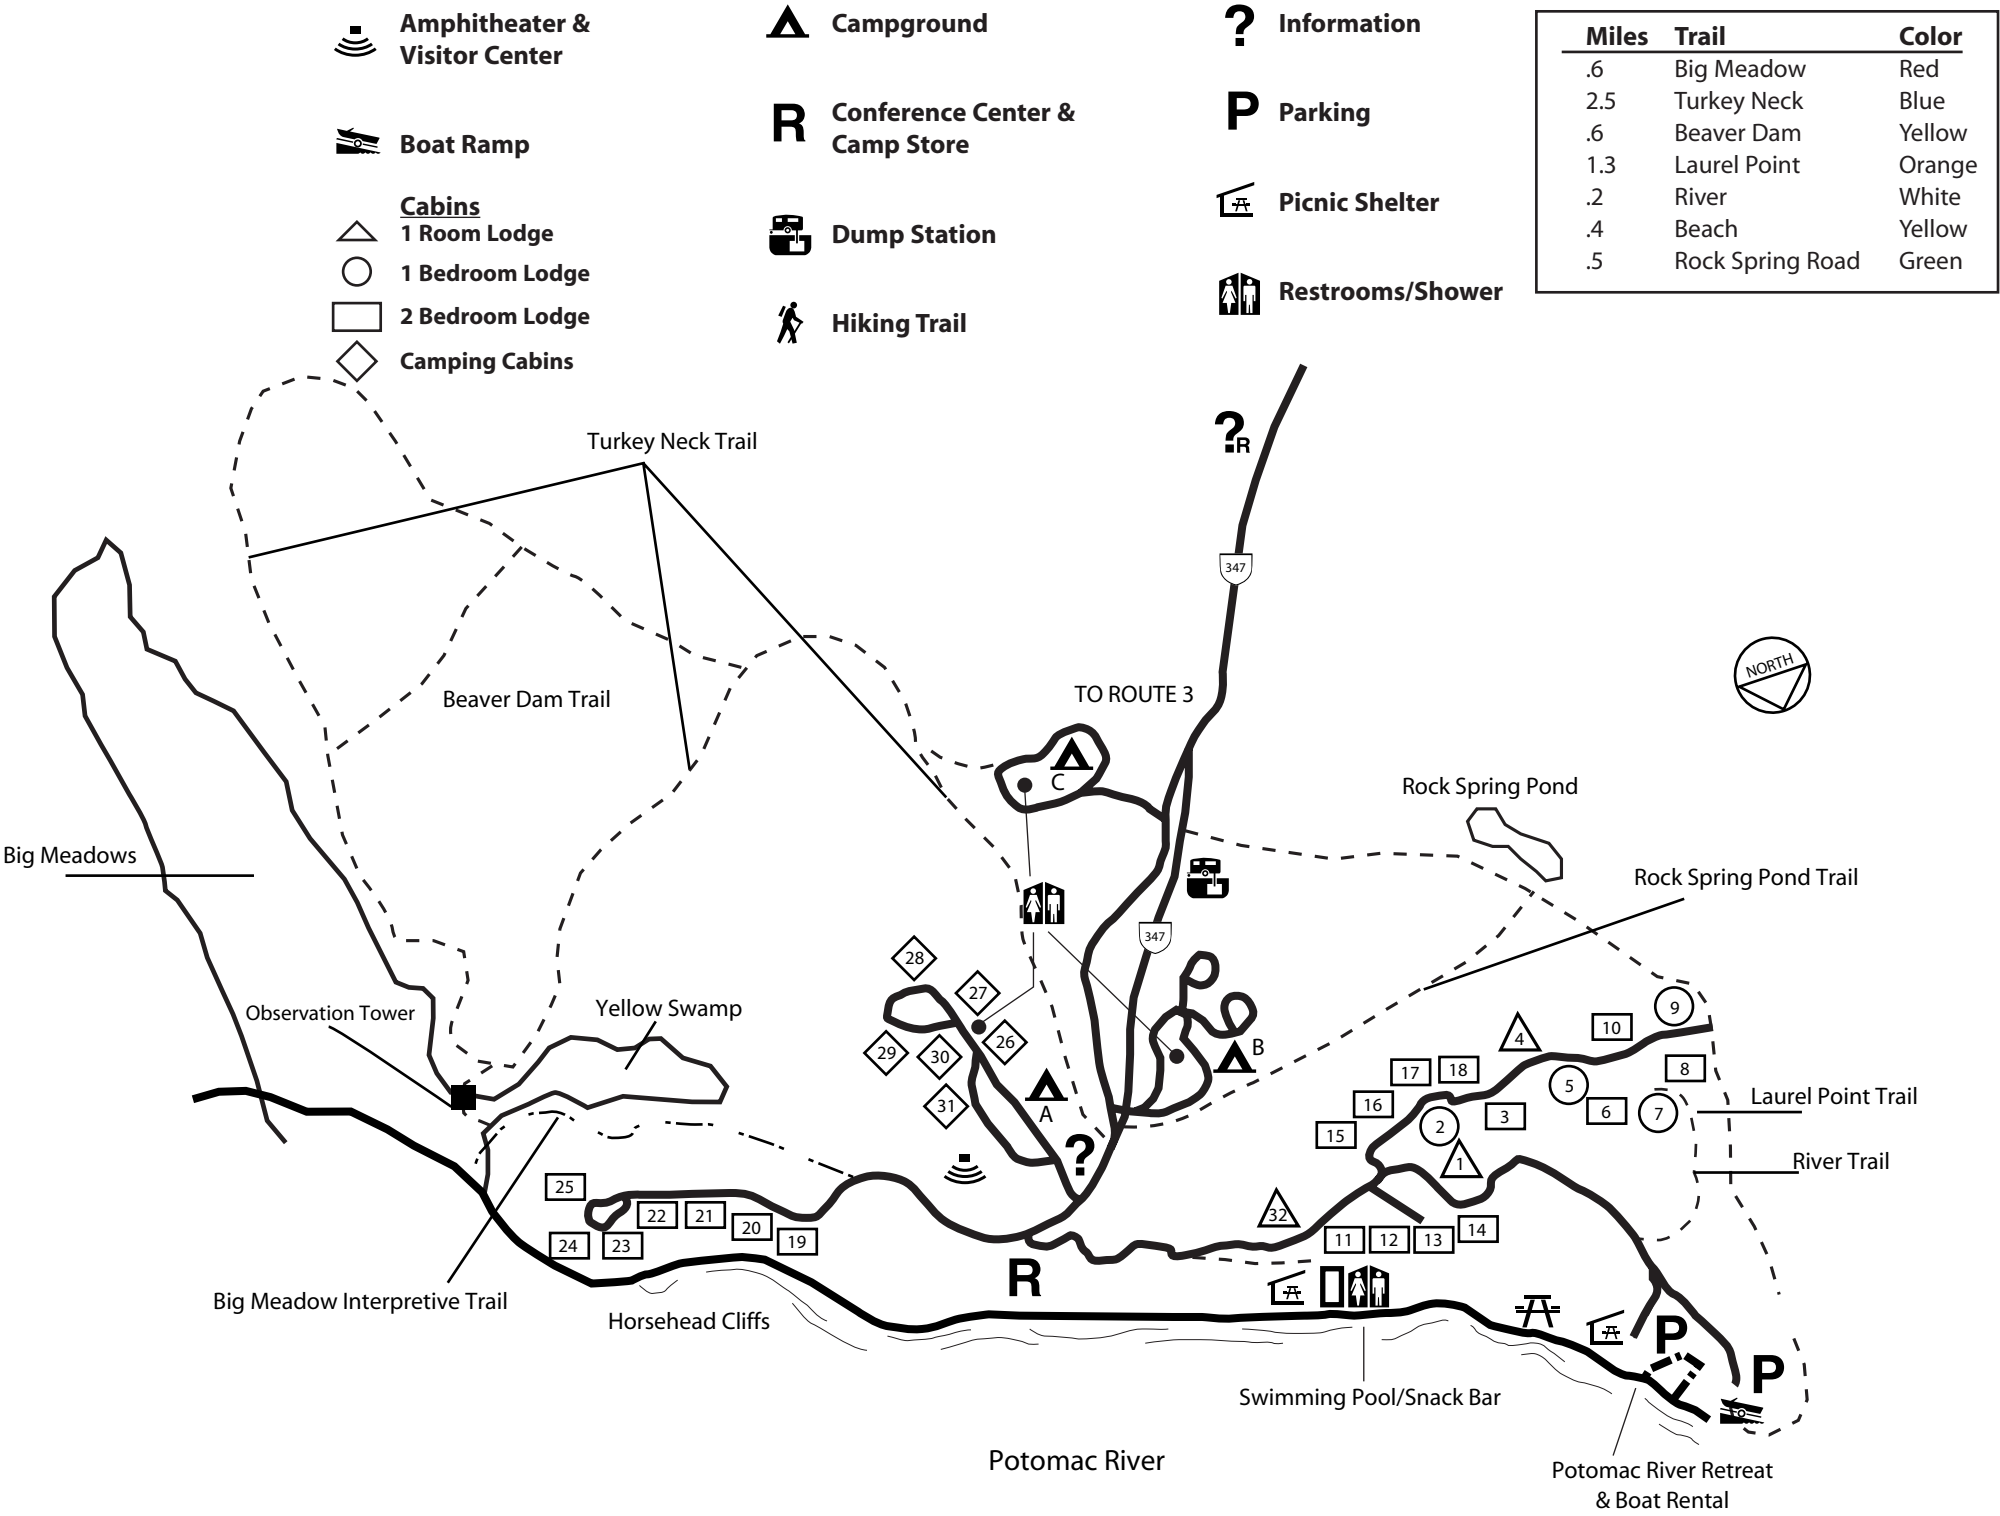 Amphitheater &
Visitor Center
Boat Ramp
Cabins
1 Room Lodge
1 Bedroom Lodge
2 Bedroom Lodge
Camping Cabins
Campground
R
Conference Center &
Camp Store
Dump Station
Hiking Trail
?
Information
P
Parking
Picnic Shelter
Restrooms/Shower
Miles Trail Color
.6 Big Meadow Red
2.5 Turkey Neck Blue
.6 Beaver Dam Yellow
1.3 Laurel Point Orange
.2 River White
.4 Beach Yellow
.5 Rock Spring Road Green
?R
Turkey Neck Trail
347
NORTH
TO ROUTE 3
Beaver Dam Trail
C
Rock Spring Pond
Big Meadows
Rock Spring Pond Trail
347
28
27
Observation Tower
Yellow Swamp
9
10
4
26
29
30
B
17
18
8
5
31
A
16
3
6
7
Laurel Point Trail
15
2
?
1
River Trail
25
22
21
20
32
14
24
23
19
11
12
13
R
Big Meadow Interpretive Trail
Horsehead Cliffs
P
P
Swimming Pool/Snack Bar
Potomac River
Potomac River Retreat
& Boat Rental